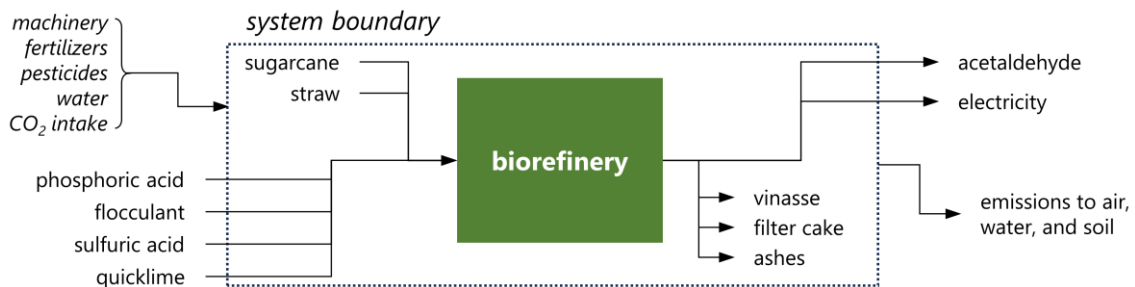 system boundary
machinery
fertilizers
pesticides
water
CO₂ intake
sugarcane
straw
phosphoric acid
flocculant
sulfuric acid
quicklime
biorefinery
acetaldehyde
electricity
vinasse
filter cake
ashes
emissions to air,
water, and soil